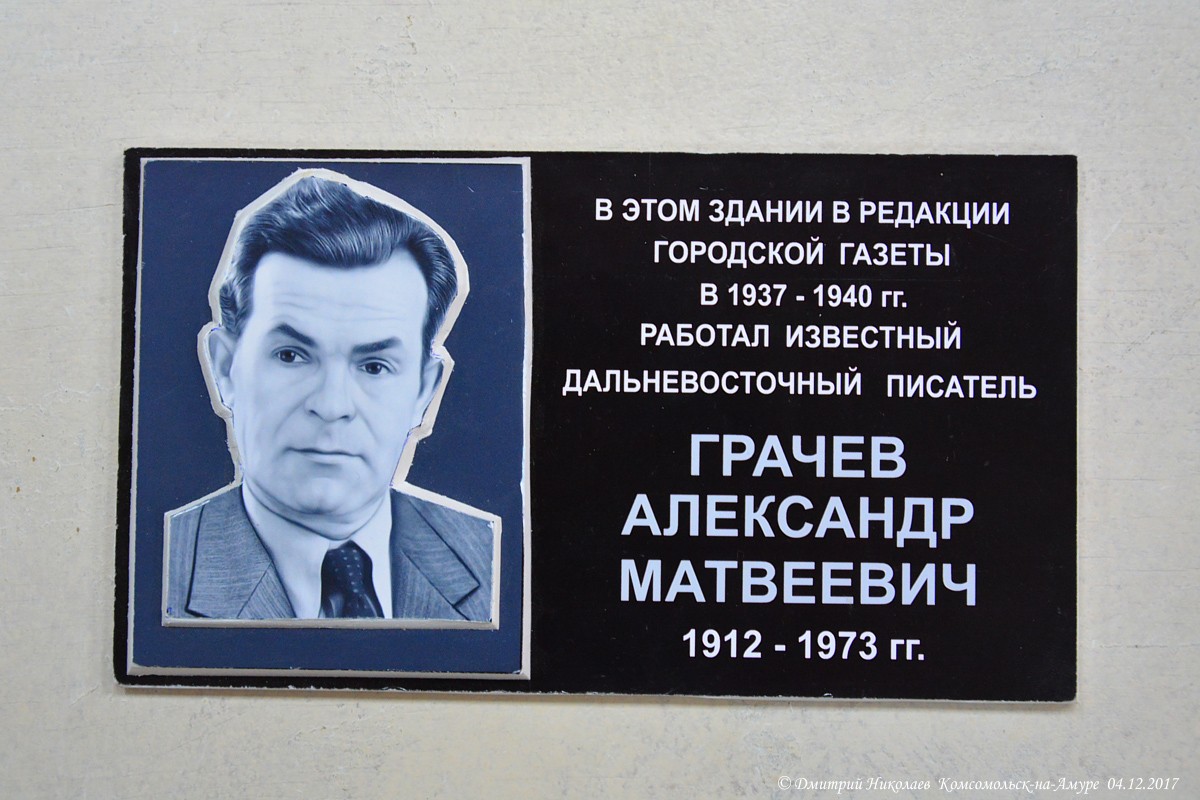 В ЭТОМ ЗДАНИИ В РЕДАКЦИИ
ГОРОДСКОЙ ГАЗЕТЫ
В 1937 - 1940 гг.
РАБОТАЛ ИЗВЕСТНЫЙ
ДАЛЬНЕВОСТОЧНЫЙ ПИСАТЕЛЬ
ГРАЧЕВ
АЛЕКСАНДР
МАТВЕЕВИЧ
1912 - 1973 гг.
© Дмитрий Николаев Комсомольск-на-Амуре 04.12.2017